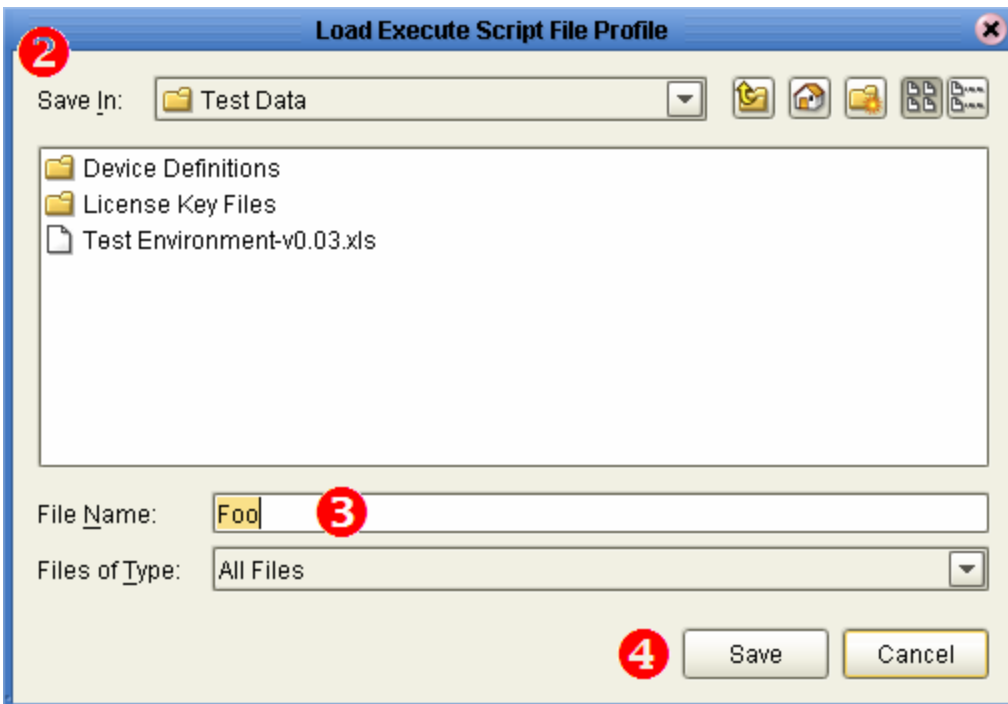 Load Execute Script File Profile
2
Save In: Test Data
Device Definitions
License Key Files
Test Environment-v0.03.xls
File Name: Foo 3
Files of Type: All Files
4 Save Cancel